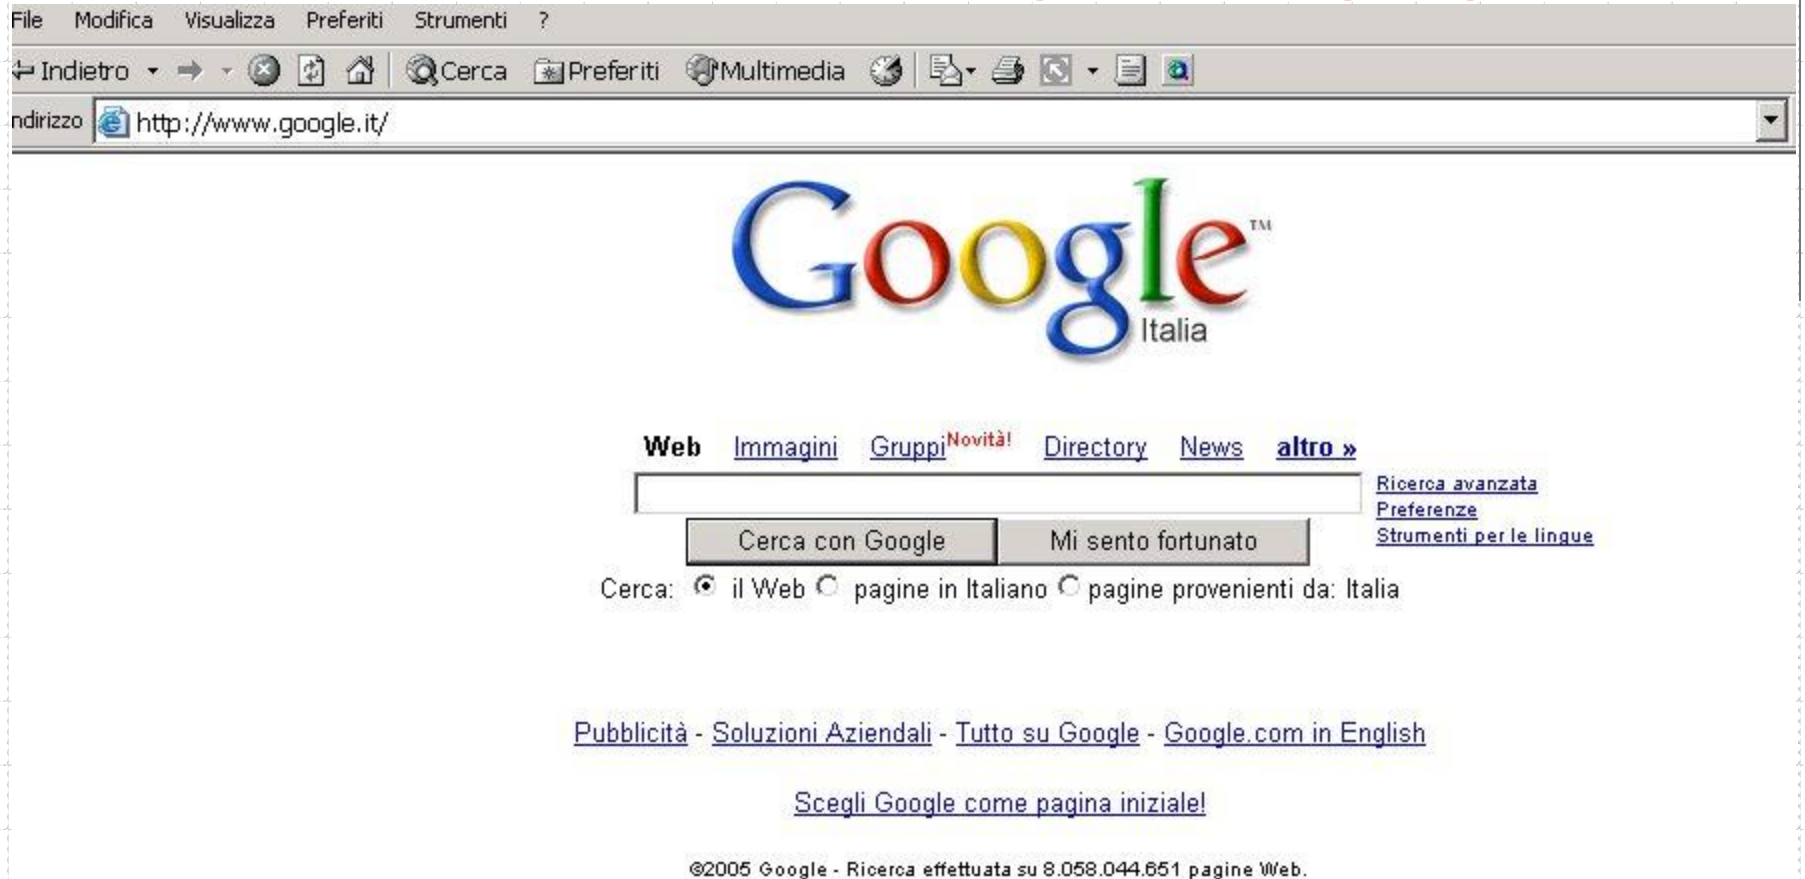 File Modifica Visualizza Preferiti Strumenti ?
Indietro Cerca Preferiti Multimedia
ndirizzo http://www.google.it/
Google™
Italia
Web Immagini Gruppi Novità! Directory News altro »
Ricerca avanzata
Preferenze
Strumenti per le lingue
Cerca con Google Mi sento fortunato
Cerca: il Web pagine in Italiano pagine provenienti da: Italia
Pubblicità - Soluzioni Aziendali - Tutto su Google - Google.com in English
Scegli Google come pagina iniziale!
©2005 Google - Ricerca effettuata su 8.058.044.651 pagine Web.